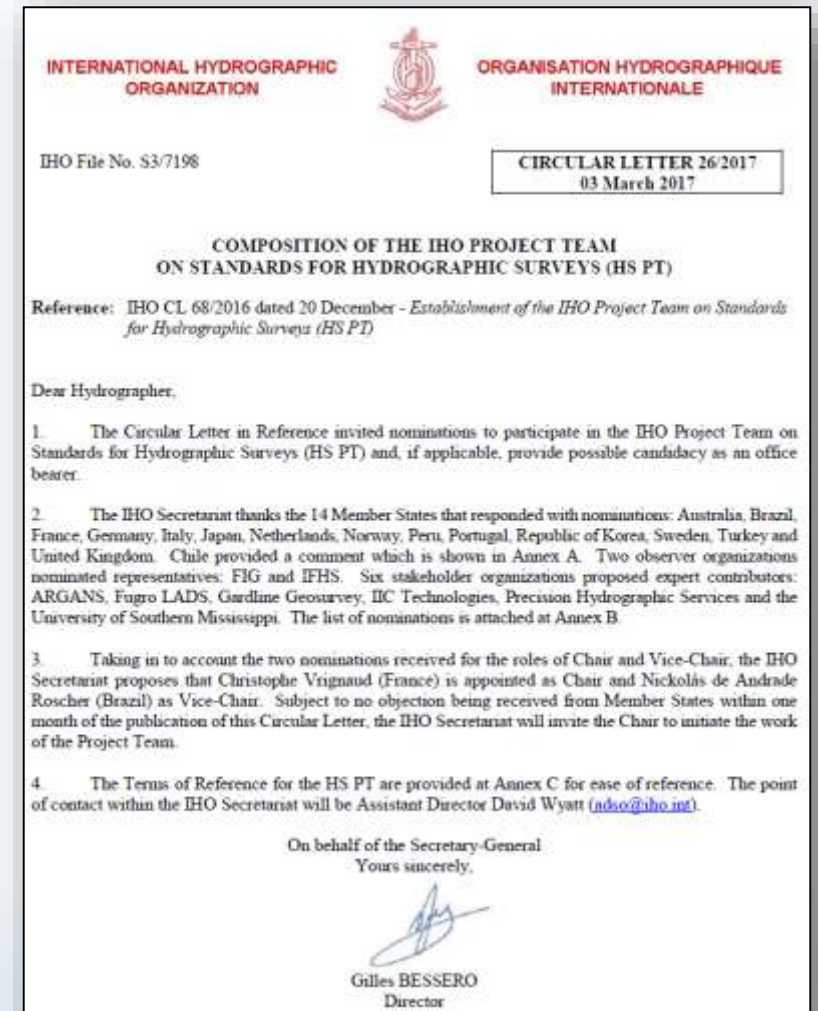 INTERNATIONAL HYDROGRAPHIC
ORGANIZATION
ORGANISATION HYDROGRAPHIQUE
INTERNATIONALE
IHO File No. S3/7198
CIRCULAR LETTER 26/2017
03 March 2017
COMPOSITION OF THE IHO PROJECT TEAM
ON STANDARDS FOR HYDROGRAPHIC SURVEYS (HS PT)
Reference: IHO CL 68/2016 dated 20 December - Establishment of the IHO Project Team on Standards
for Hydrographic Surveys (HS PT)
Dear Hydrographer,
1. The Circular Letter in Reference invited nominations to participate in the IHO Project Team on
Standards for Hydrographic Surveys (HS PT) and, if applicable, provide possible candidacy as an office
bearer.
2. The IHO Secretariat thanks the 14 Member States that responded with nominations: Australia, Brazil,
France, Germany, Italy, Japan, Netherlands, Norway, Peru, Portugal, Republic of Korea, Sweden, Turkey and
United Kingdom. Chile provided a comment which is shown in Annex A. Two observer organizations
nominated representatives: FIG and IFHS. Six stakeholder organizations proposed expert contributors:
ARGANS, Fugro LADS, Gardline Geosurvey, IIC Technologies, Precision Hydrographic Services and the
University of Southern Mississippi. The list of nominations is attached at Annex B.
3. Taking in to account the two nominations received for the roles of Chair and Vice-Chair, the IHO
Secretariat proposes that Christophe Vrignaud (France) is appointed as Chair and Nickolás de Andrade
Roscher (Brazil) as Vice-Chair. Subject to no objection being received from Member States within one
month of the publication of this Circular Letter, the IHO Secretariat will invite the Chair to initiate the work
of the Project Team.
4. The Terms of Reference for the HS PT are provided at Annex C for ease of reference. The point
of contact within the IHO Secretariat will be Assistant Director David Wyatt (adso@iho.int).
On behalf of the Secretary-General
Yours sincerely,
Gilles BESSERO
Director